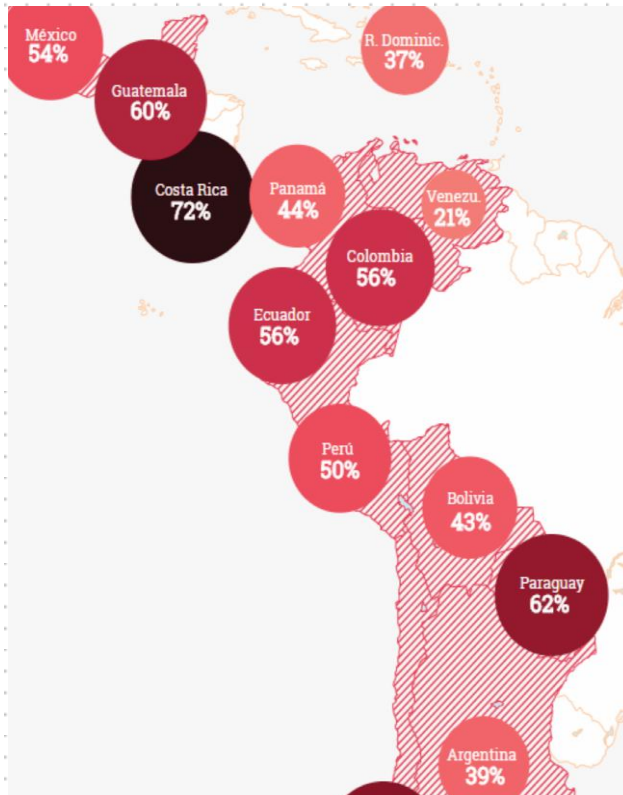 México
54%
R. Dominic.
37%
Guatemala
60%
Costa Rica
72%
Panamá
44%
Venezu.
21%
Colombia
56%
Ecuador
56%
Perú
50%
Bolivia
43%
Paraguay
62%
Argentina
39%